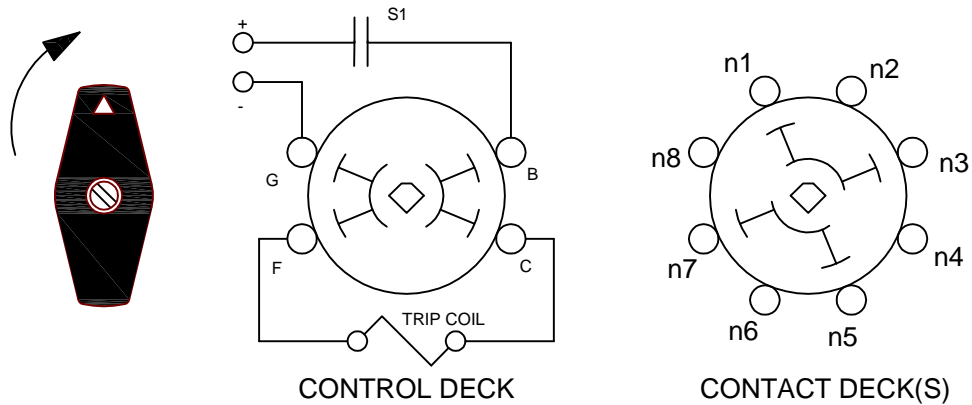 S1
+
-
G
B
F
C
TRIP COIL
CONTROL DECK
n1
n2
n8
n3
n7
n4
n6
n5
CONTACT DECK(S)